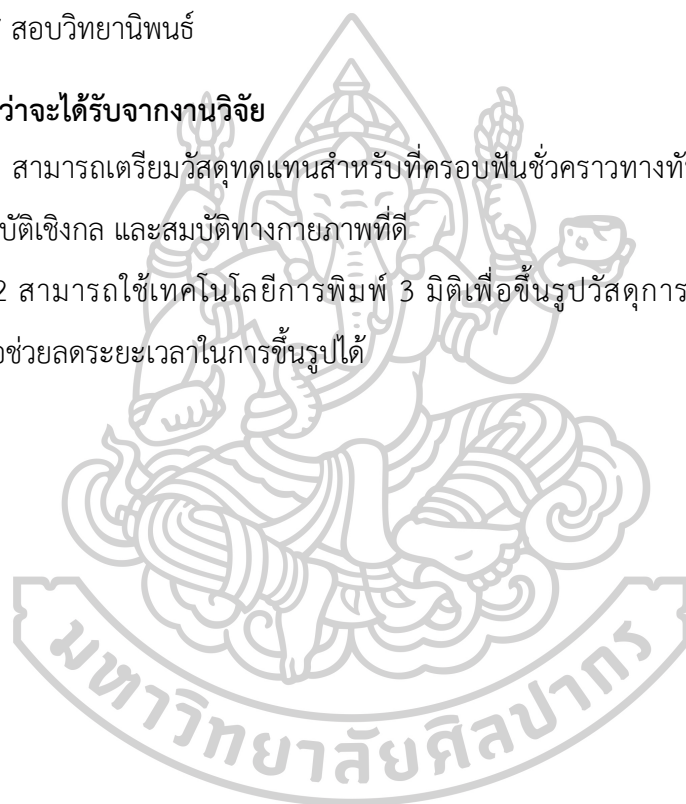 สอบวิทยานิพนธ์
ว่าจะได้รับจากงานวิจัย
สามารถเตรียมวัสดุทดแทนสำหรับที่ครอบฟันชั่วคราวทางทั
บัติเชิงกล และสมบัติทางกายภาพที่ดี
2 สามารถใช้เทคโนโลยีการพิมพ์ 3 มิติเพื่อขึ้นรูปวัสดุการ
ช่วยลดระยะเวลาในการขึ้นรูปได้
มหาวิทยาลัยศิลปากร